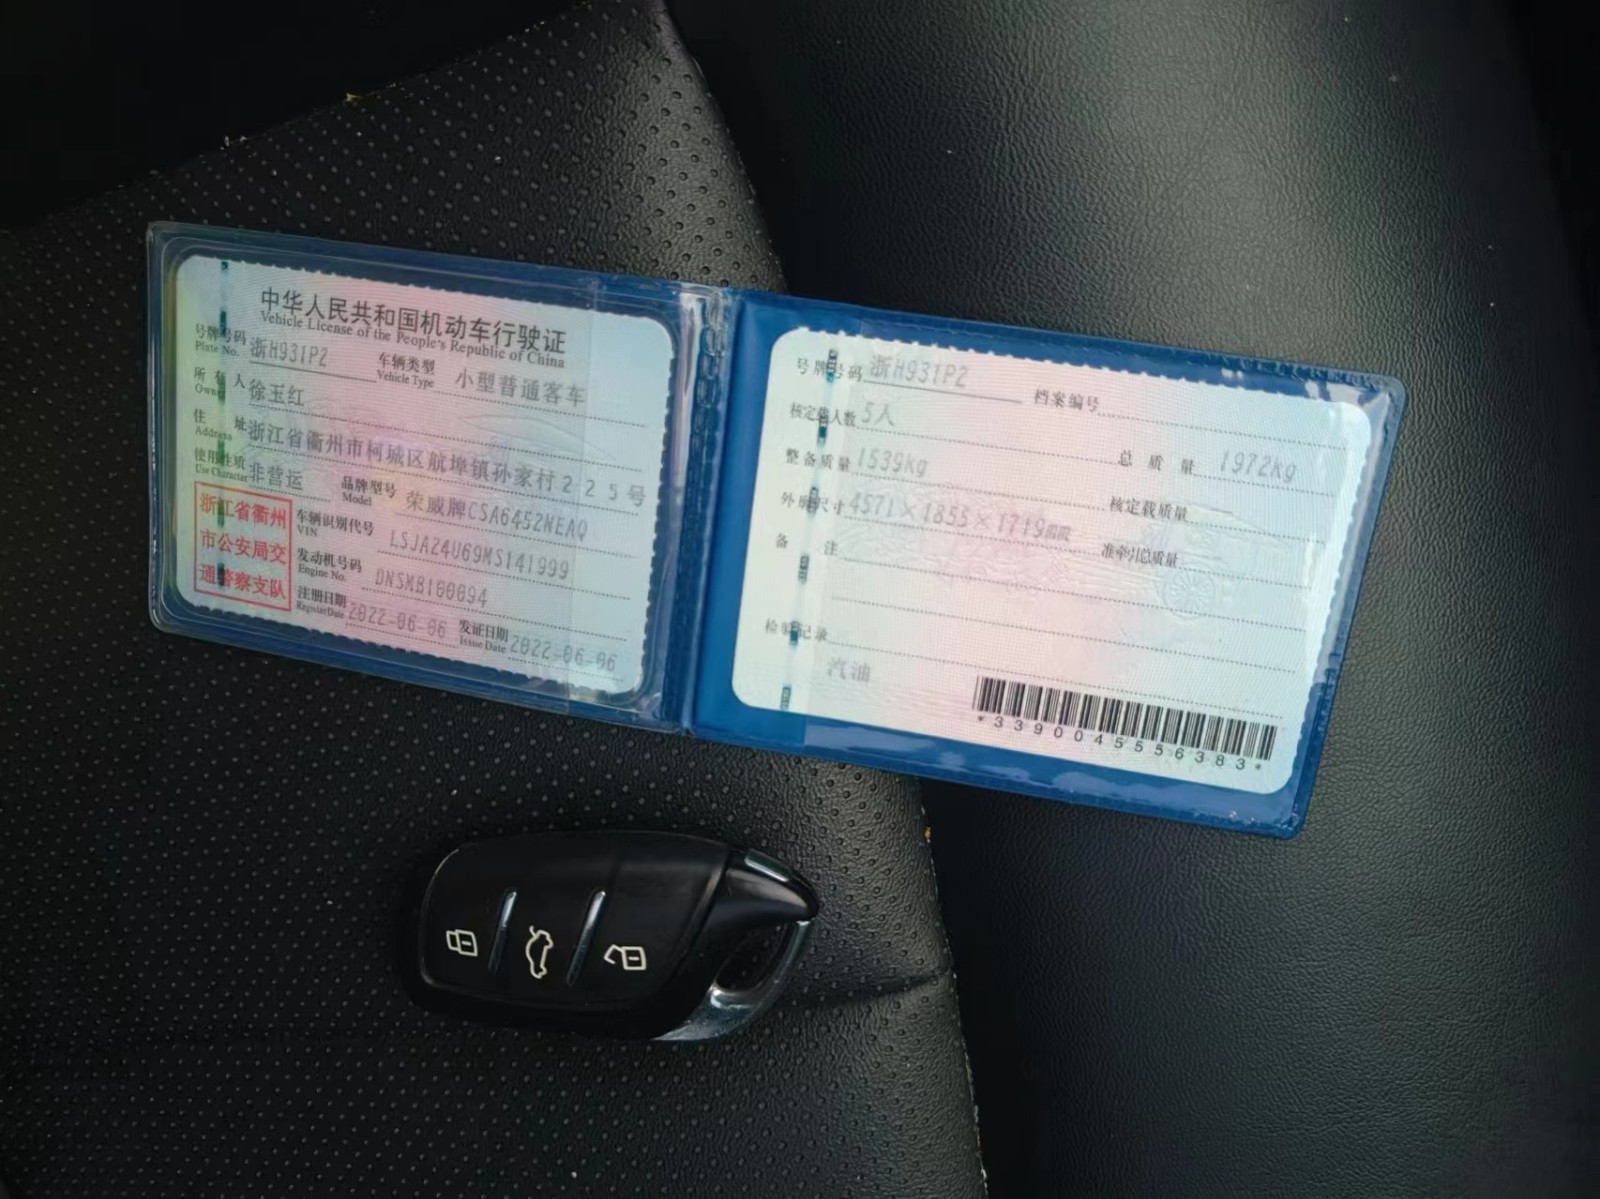 中华人民共和国机动车行驶证
Vehicle License of the People's Republic of China
号牌号码 浙H931P2 车辆类型 小型普通客车
Plate No. Vehicle Type
所有人 徐玉红
Owner
住址 浙江省衢州市柯城区航埠镇孙家村225号
Address
使用性质 非营运 品牌型号 荣威牌CSA6452NEAQ
Use Character Model
浙江省衢州
市公安局交
通警察支队
车辆识别代号 LSJA24U69MS141999
VIN
发动机号码 DNSMB100094
Engine No.
注册日期 2022-06-06 发证日期 2022-06-06
Register Date Issue Date
号牌号码 浙H931P2 档案编号
核定载人数 5人 总质量 1972kg
整备质量 1539kg 核定载质量
外廓尺寸 4571×1855×1719 准牵引总质量
备注
检验记录
汽油
*3390045556383*